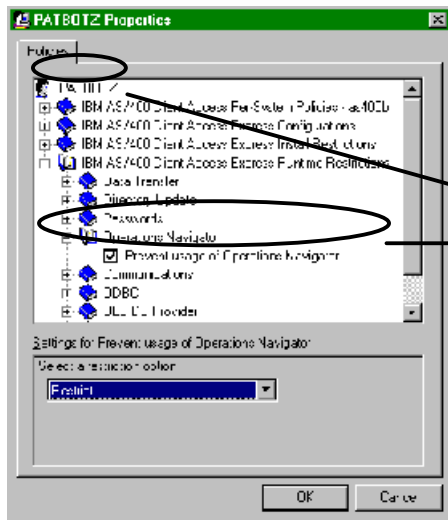 PATBOTZ Properties
Policies
PATBOTZ
IBM AS/400 Client Access Per-System Policies - as400b
IBM AS/400 Client Access Express Configurations
IBM AS/400 Client Access Express Install Restrictions
IBM AS/400 Client Access Express Runtime Restrictions
Data Transfer
Directory Update
Passwords
Operations Navigator
Prevent usage of Operations Navigator
Communications
ODBC
OLE DB Provider
Settings for Prevent usage of Operations Navigator
Select a restriction option
Restrict
OK
Cancel